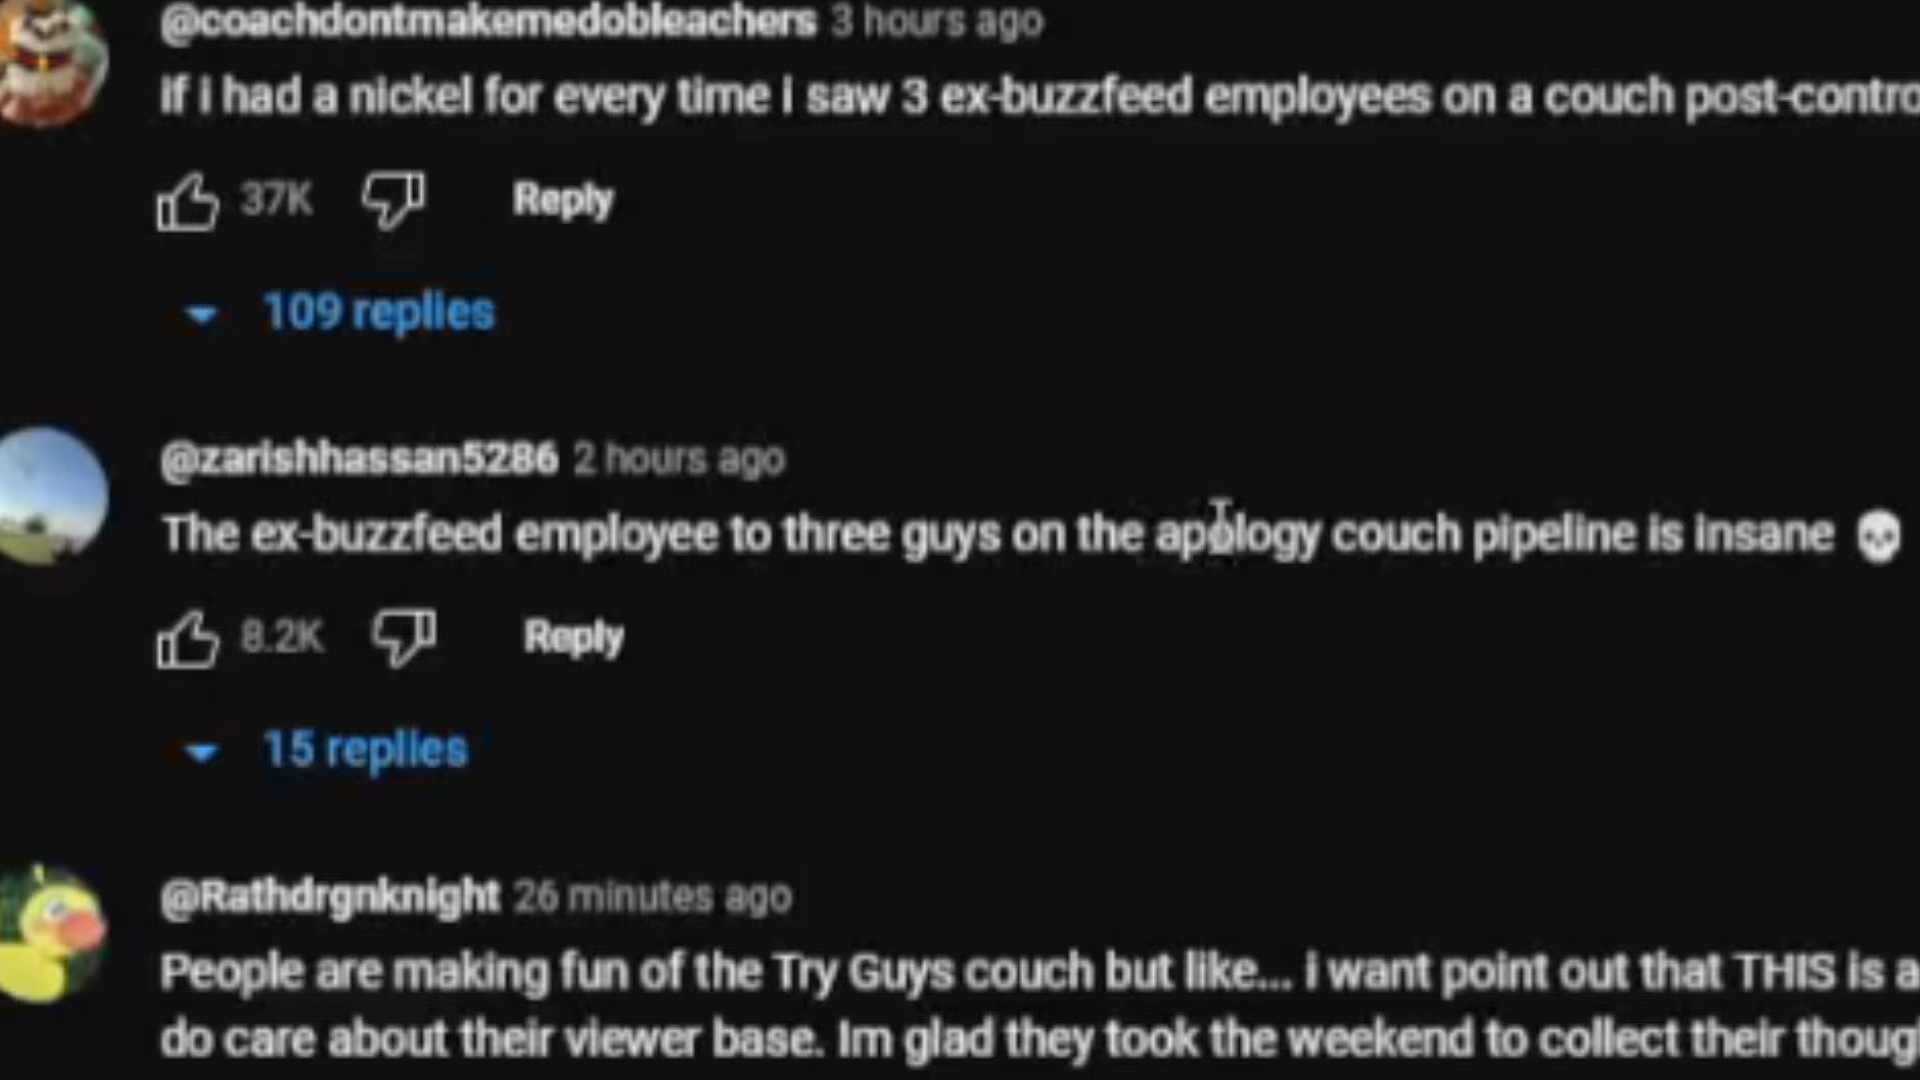 @coachdontmakemedobleachers 3 hours ago
if i had a nickel for every time i saw 3 ex-buzzfeed employees on a couch post-contro
37K Reply
109 replies
@zarishhassan5286 2 hours ago
The ex-buzzfeed employee to three guys on the apology couch pipeline is insane 💀
8.2K Reply
15 replies
@Rathdrgnknight 26 minutes ago
People are making fun of the Try Guys couch but like... i want point out that THIS is a
do care about their viewer base. Im glad they took the weekend to collect their thoug